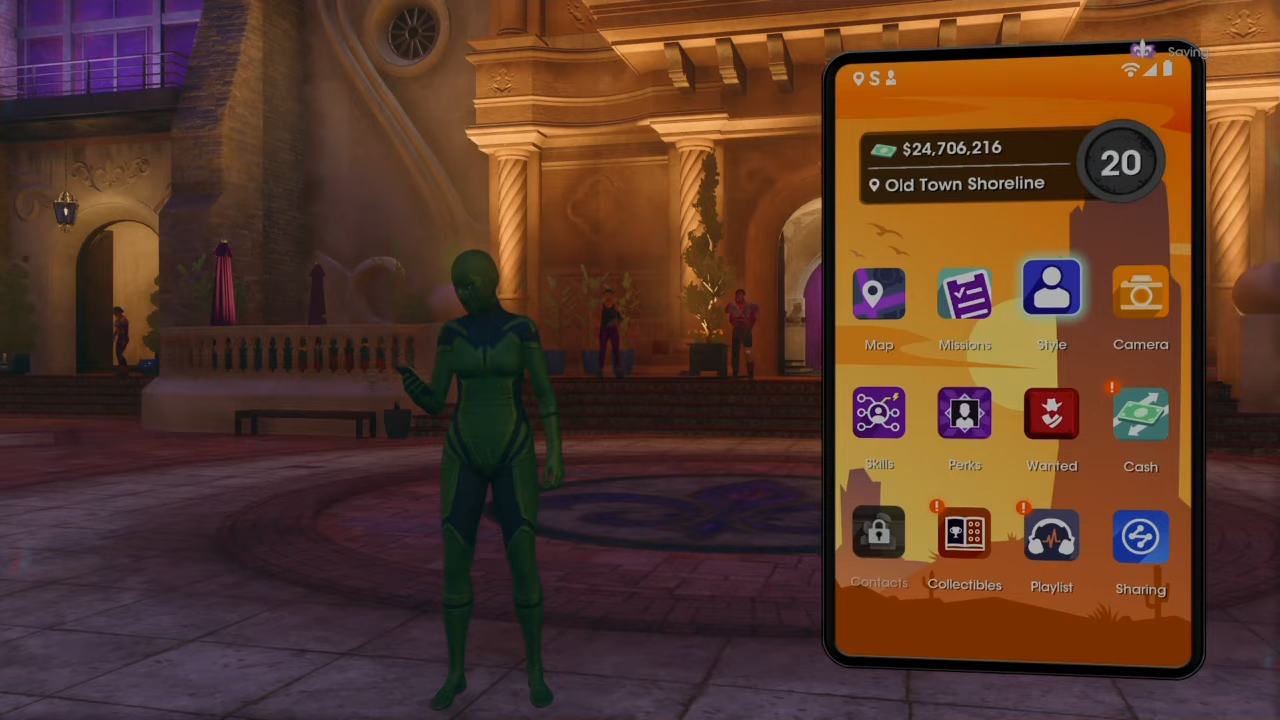 Saving
S
$24,706,216
20
Old Town Shoreline
Map Missions Style Camera
!
Skills Perks Wanted Cash
! !
Contacts Collectibles Playlist Sharing